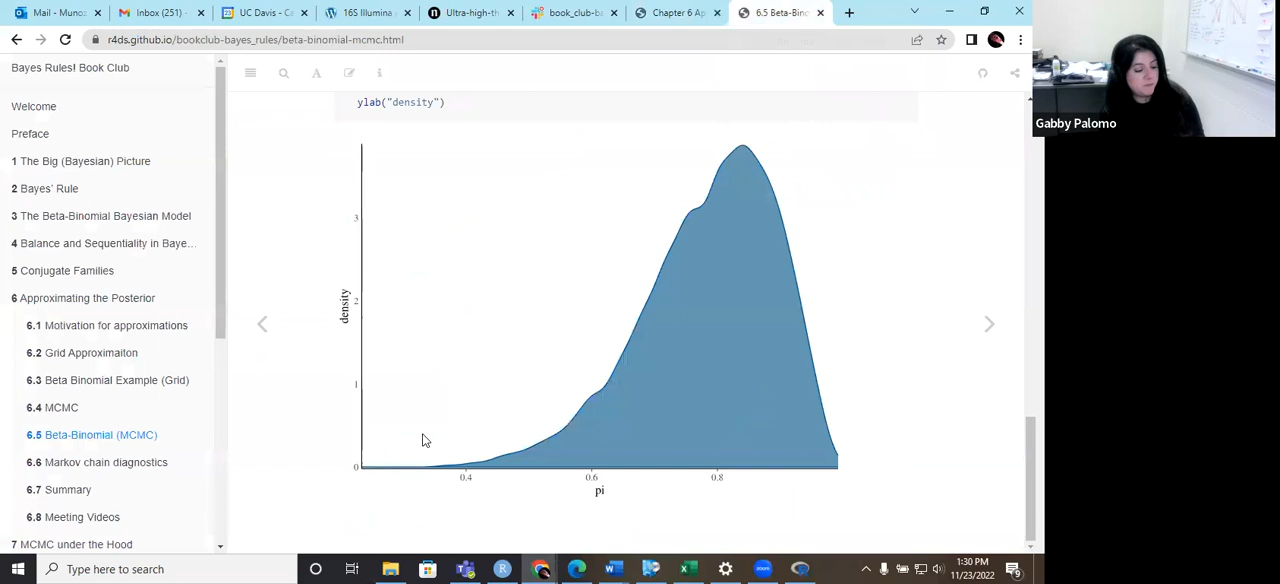 Mail - Munoz
Inbox (251) -
UC Davis - Ca
16S Illumina
Ultra-high-th
book_club-ba
Chapter 6 Ap
6.5 Beta-Bino
r4ds.github.io/bookclub-bayes_rules/beta-binomial-mcmc.html
Bayes Rules! Book Club
Welcome
Preface
1 The Big (Bayesian) Picture
2 Bayes' Rule
3 The Beta-Binomial Bayesian Model
4 Balance and Sequentiality in Baye...
5 Conjugate Families
6 Approximating the Posterior
6.1 Motivation for approximations
6.2 Grid Approximaiton
6.3 Beta Binomial Example (Grid)
6.4 MCMC
6.5 Beta-Binomial (MCMC)
6.6 Markov chain diagnostics
6.7 Summary
6.8 Meeting Videos
7 MCMC under the Hood
ylab("density")
density
3
2
1
0
0.4
0.6
0.8
pi
Gabby Palomo
Type here to search
1:30 PM
11/23/2022
9